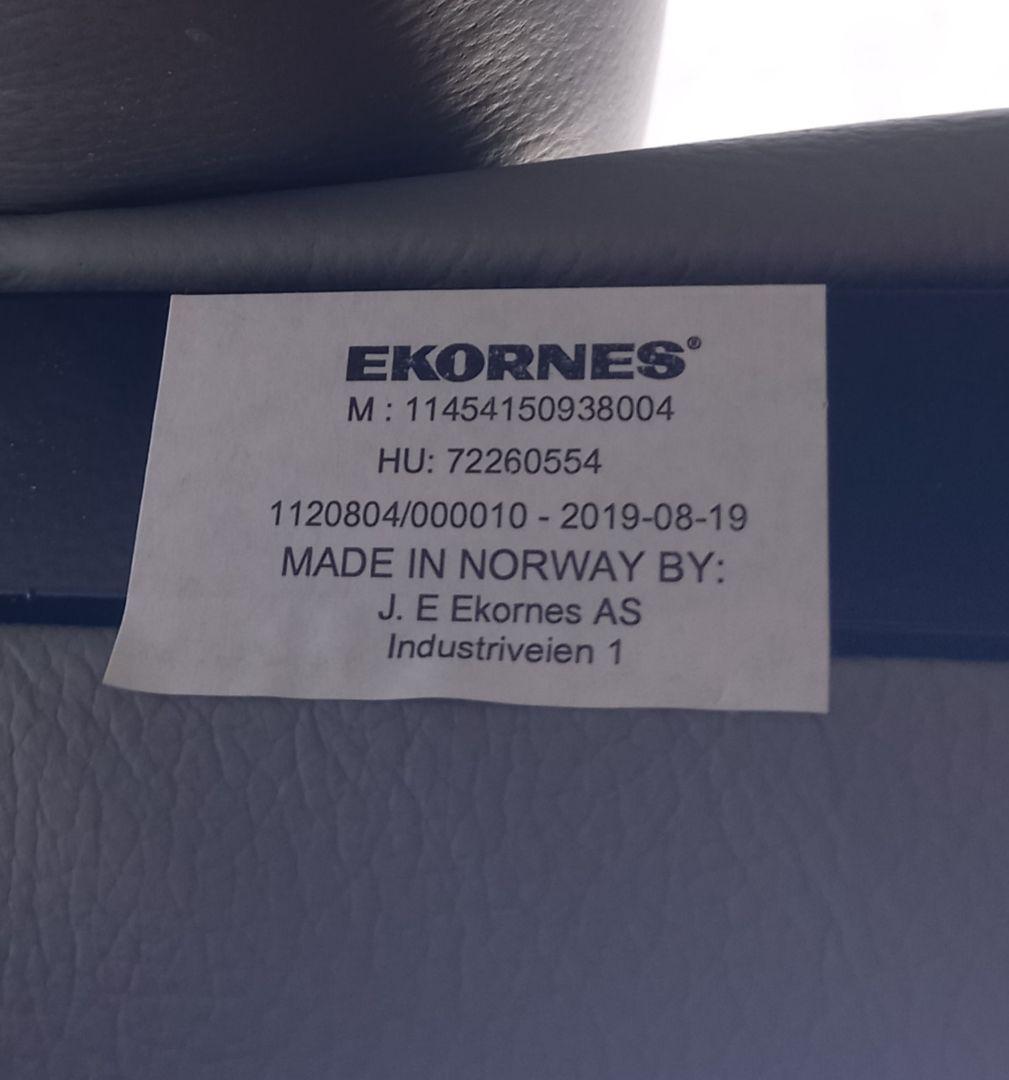 EKORNES®
M : 11454150938004
HU: 72260554
1120804/000010 - 2019-08-19
MADE IN NORWAY BY:
J. E Ekornes AS
Industriveien 1